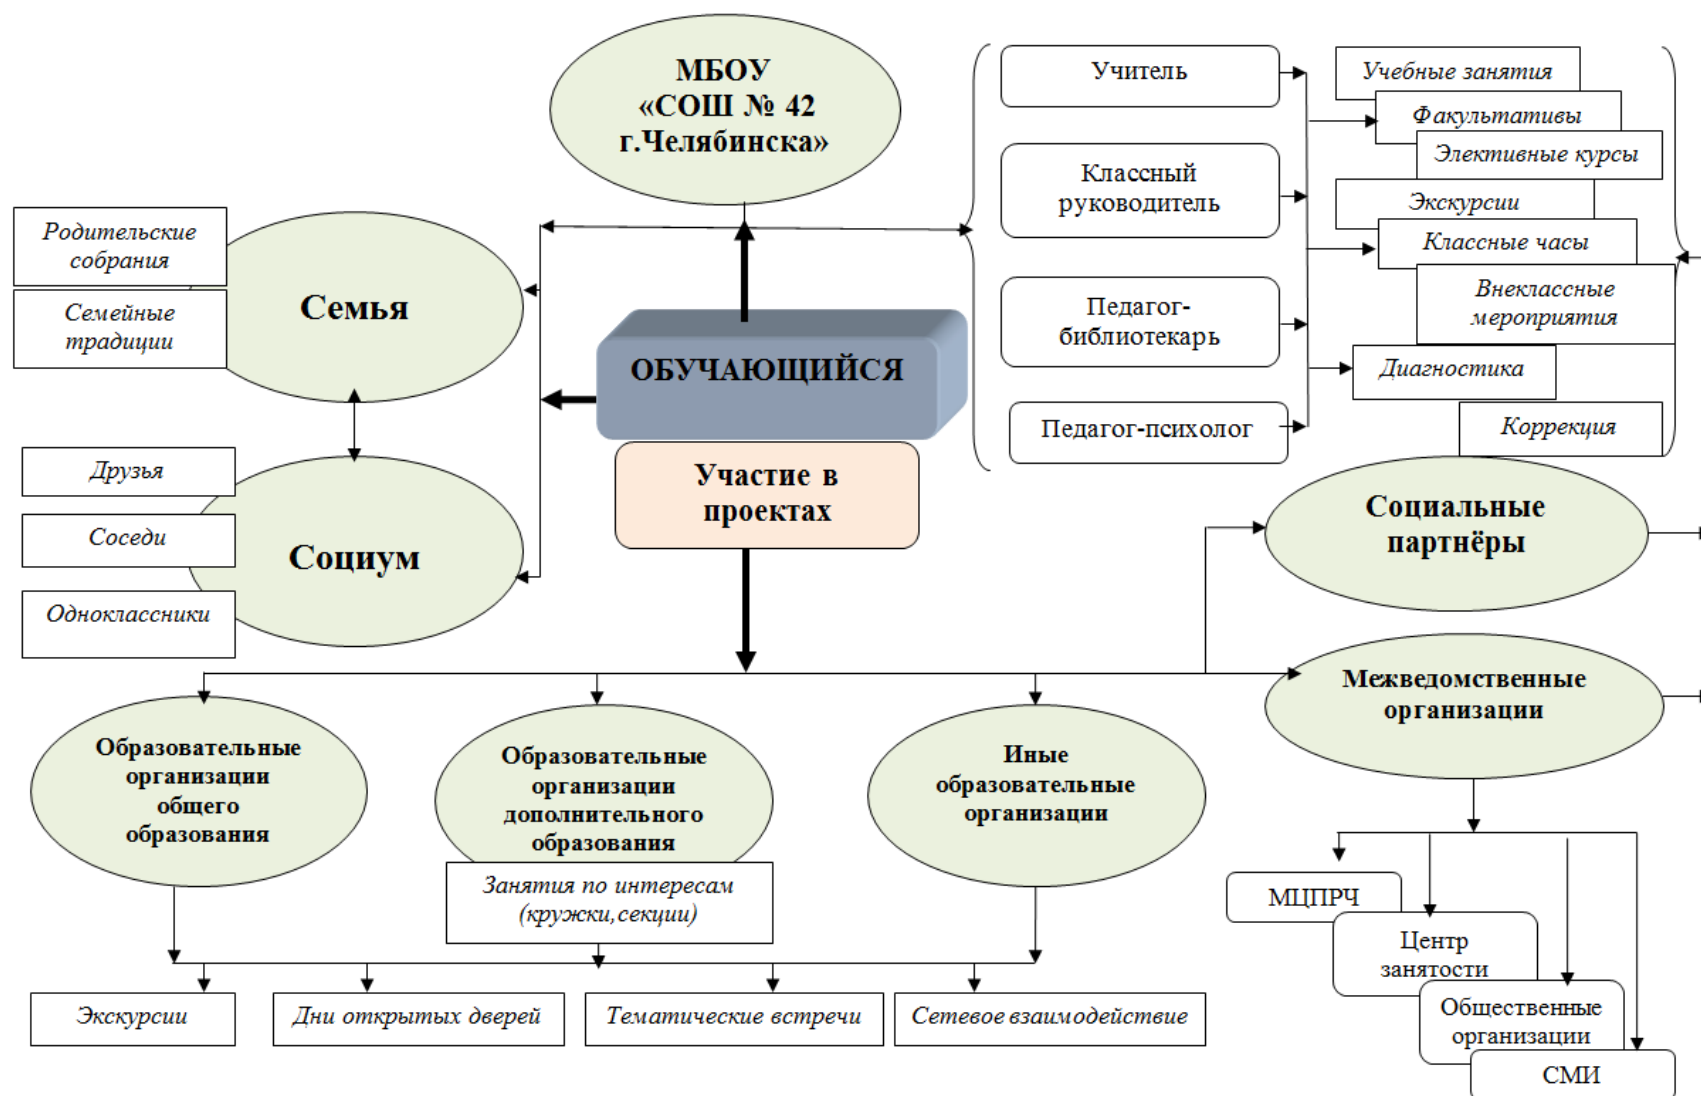 МБОУ
«СОШ № 42
г.Челябинска»
Учитель
Классный
руководитель
Педагог-
библиотекарь
Педагог-психолог
Учебные занятия
Факультативы
Элективные курсы
Экскурсии
Классные часы
Внеклассные
мероприятия
Диагностика
Коррекция
Родительские
собрания
Семейные
традиции
Семья
ОБУЧАЮЩИЙСЯ
Участие в
проектах
Друзья
Соседи
Одноклассники
Социум
Социальные
партнёры
Межведомственные
организации
Образовательные
организации
общего
образования
Образовательные
организации
дополнительного
образования
Занятия по интересам
(кружки,секции)
Иные
образовательные
организации
МЦПРЧ
Центр
занятости
Общественные
организации
СМИ
Экскурсии
Дни открытых дверей
Тематические встречи
Сетевое взаимодействие